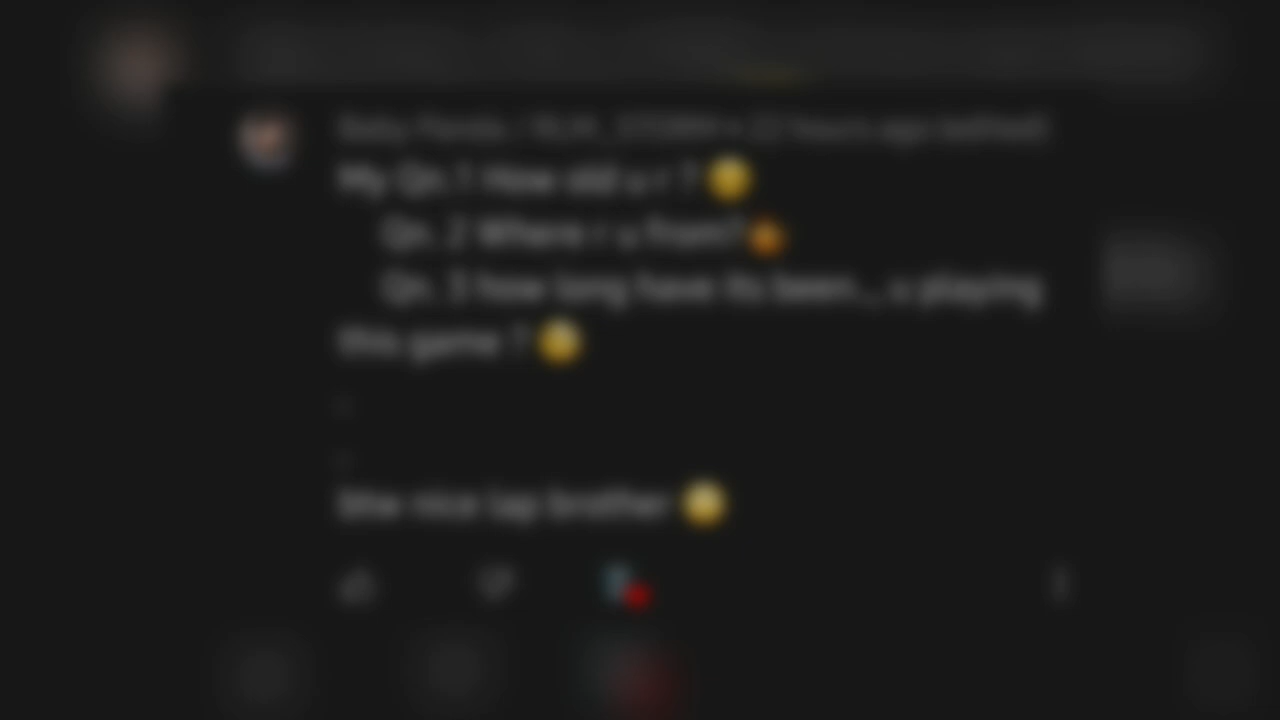 My Qn.1 How old u r ?
Qn. 2 Where r u from?
Qn. 3 how long have its been._ u playing
this game ?
.
.
btw nice lap brother